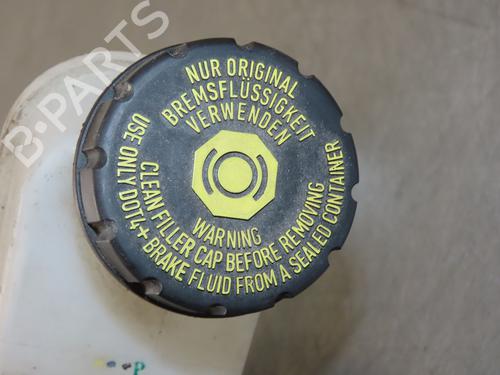 B-PARTS
NUR ORIGINAL
BREMSFLÜSSIGKEIT
VERWENDEN
WARNING
CLEAN FILLER CAP BEFORE REMOVING
USE ONLY DOT4+ BRAKE FLUID FROM A SEALED CONTAINER